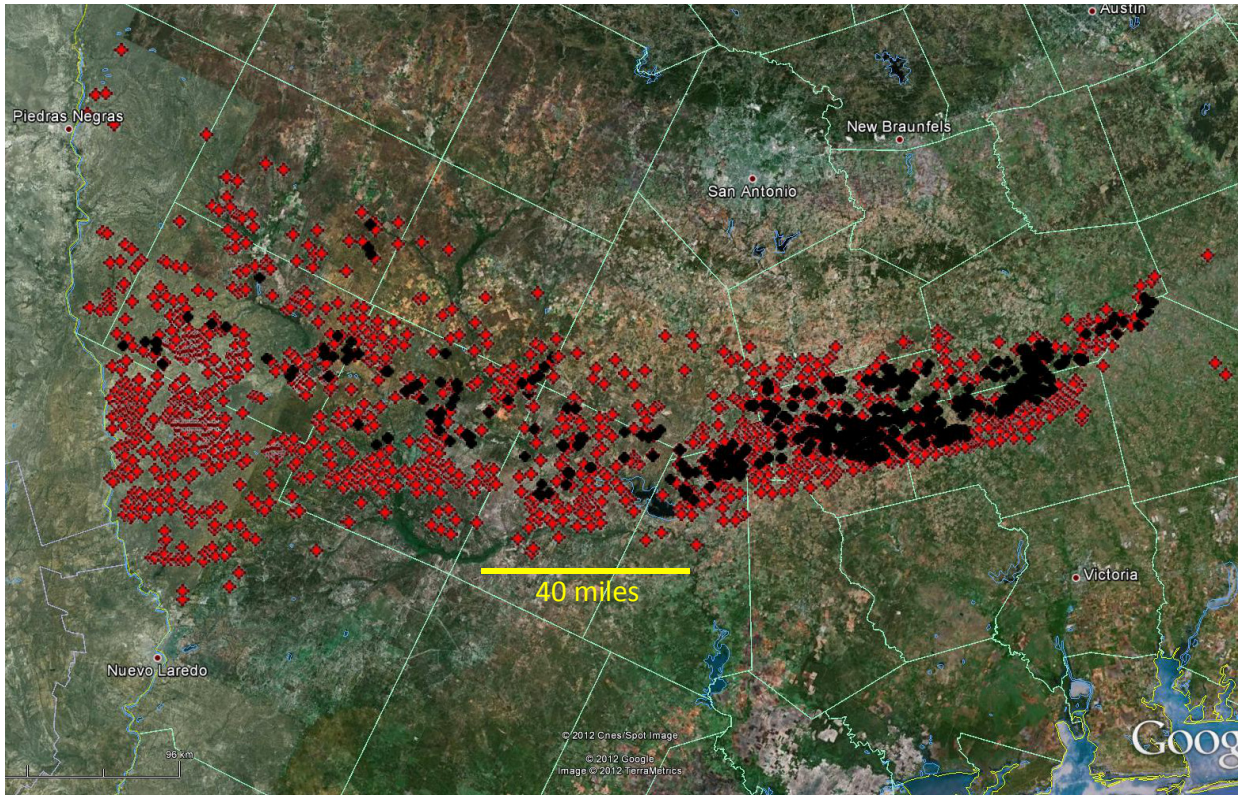 Austin
Piedras Negras
New Braunfels
San Antonio
40 miles
Victoria
Nuevo Laredo
© 2012 Cnes/Spot Image
© 2012 Google
Image © 2012 TerraMetrics
96 km
Goog